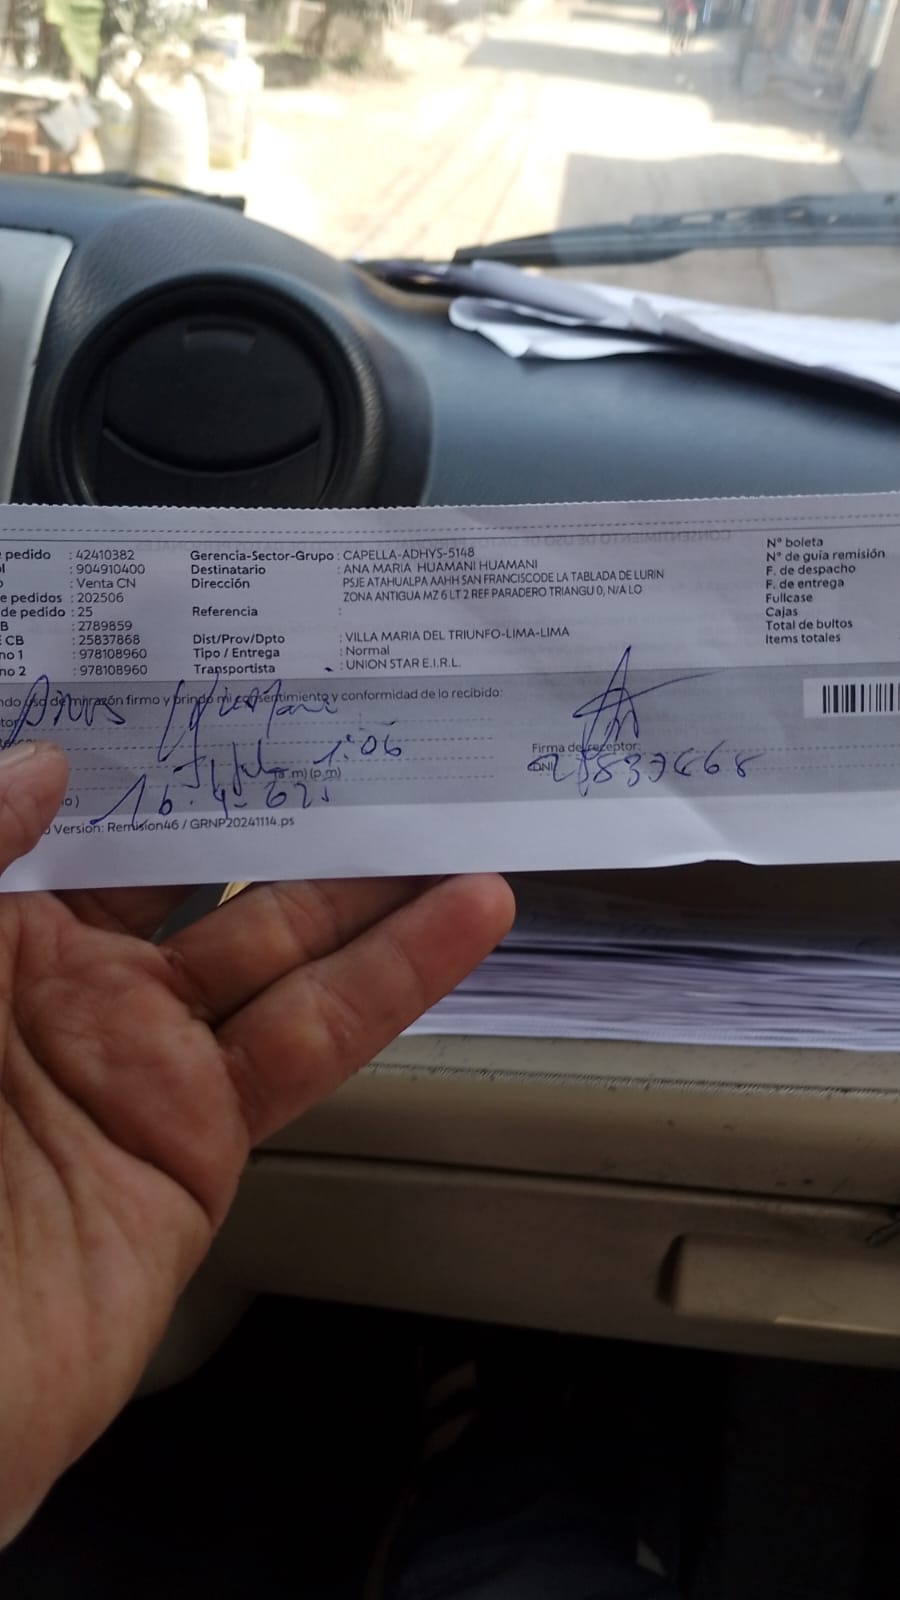 pedido : 42410382 Gerencia-Sector-Grupo : CAPELLA-ADHYS-5148 Nº boleta
: 904910400 Destinatario : ANA MARIA HUAMANI HUAMANI Nº de guía remisión
: Venta CN Dirección : PSJE ATAHUALPA AAHH SAN FRANCISCODE LA TABLADA DE LURIN F. de despacho
e pedidos : 202506 ZONA ANTIGUA MZ 6 LT 2 REF PARADERO TRIANGU 0, N/A LO F. de entrega
de pedido : 25 Referencia : Fullcase
B : 2789859 Cajas
CB : 25837868 Dist/Prov/Dpto : VILLA MARIA DEL TRIUNFO-LIMA-LIMA Total de bultos
no 1 : 978108960 Tipo / Entrega : Normal Items totales
no 2 : 978108960 Transportista : UNION STAR E.I.R.L.
ndo uso de mi razón firmo y brindo mi consentimiento y conformidad de lo recibido:
1:06
Firma de receptor:
.m) (p.m) DNI
Version: Remision46 / GRNP20241114.ps